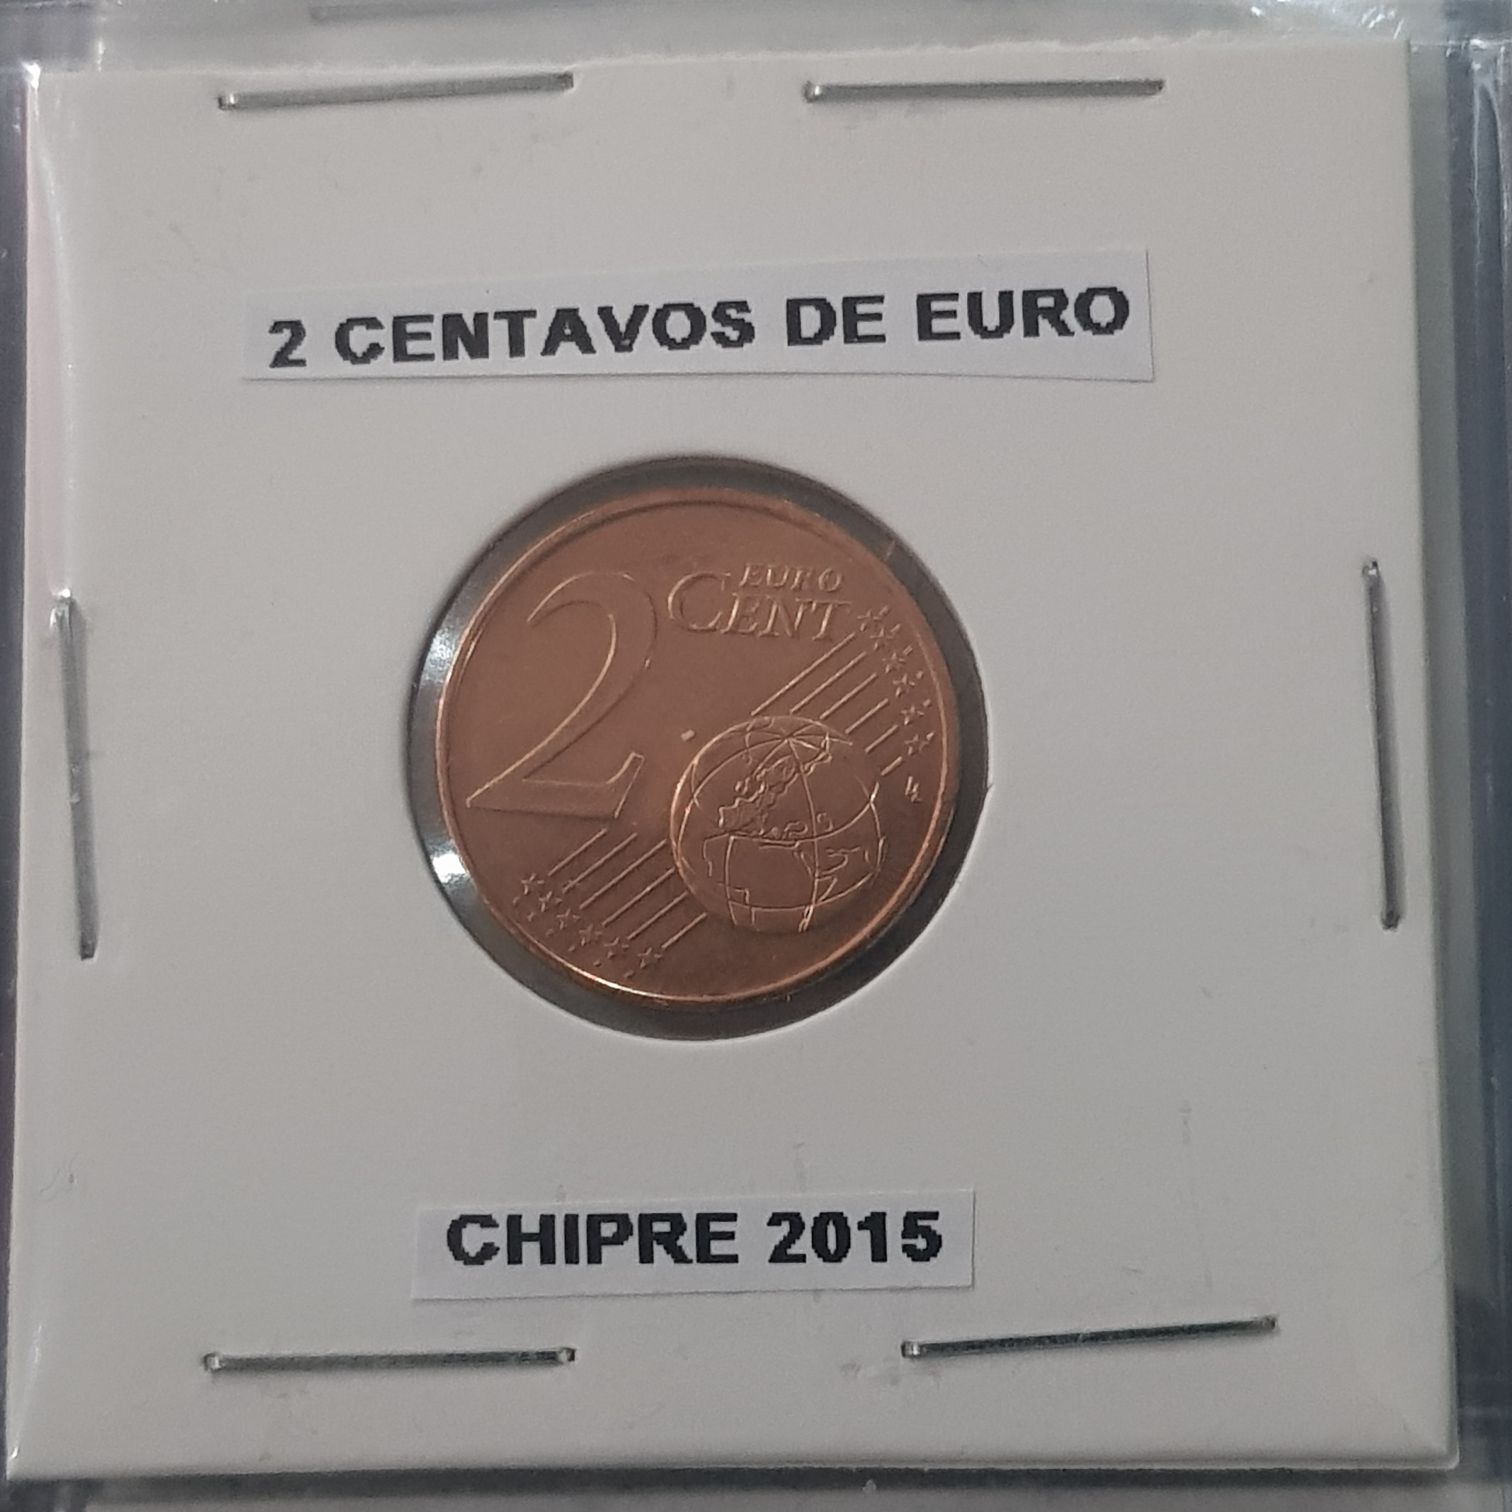 2 CENTAVOS DE EURO
2 EURO
CENT
CHIPRE 2015